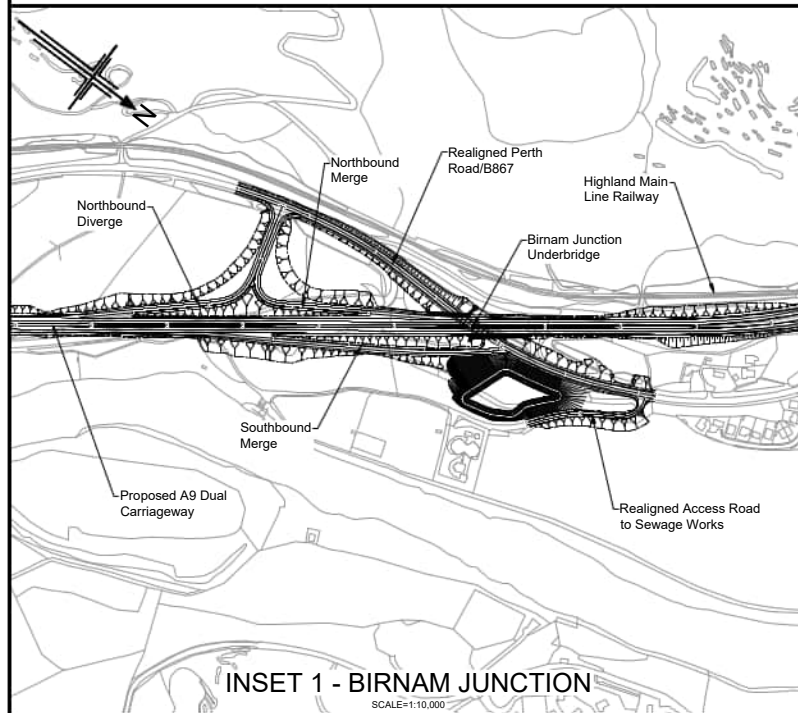 N
Northbound
Merge
Realigned Perth
Road/B867
Highland Main
Line Railway
Northbound
Diverge
Birnam Junction
Underbridge
Southbound
Merge
Proposed A9 Dual
Carriageway
Realigned Access Road
to Sewage Works
INSET 1 - BIRNAM JUNCTION
SCALE=1:10,000